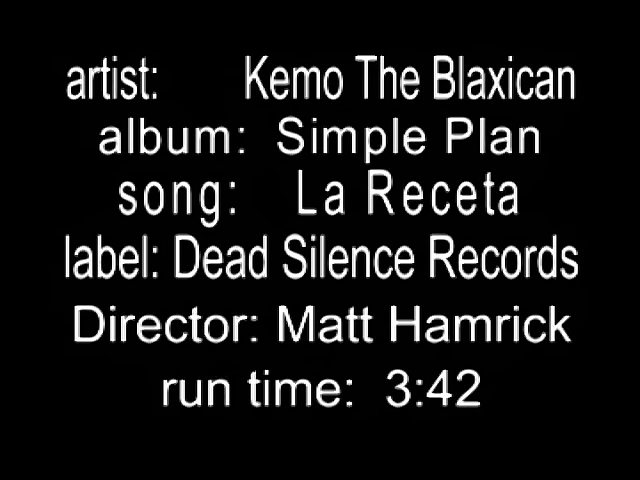 artist: Kemo The Blaxican
album: Simple Plan
song: La Receta
label: Dead Silence Records
Director: Matt Hamrick
run time: 3:42